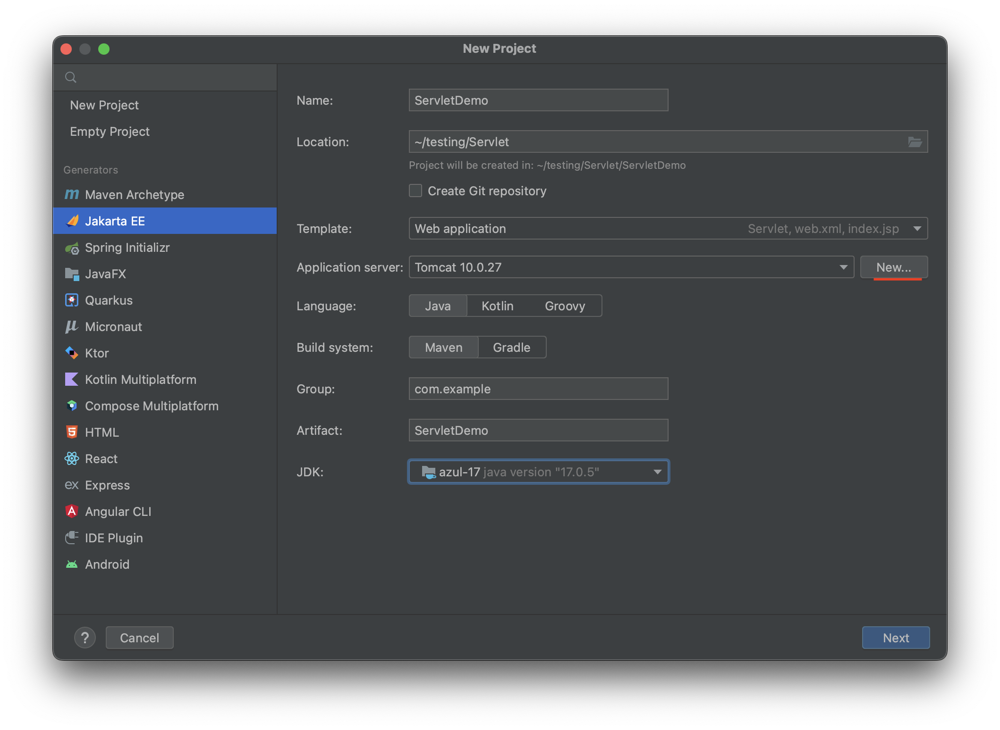 New Project
New Project
Empty Project
Generators
Maven Archetype
Jakarta EE
Spring Initializr
JavaFX
Quarkus
Micronaut
Ktor
Kotlin Multiplatform
Compose Multiplatform
HTML
React
Express
Angular CLI
IDE Plugin
Android
Name: ServletDemo
Location: ~/testing/Servlet
Project will be created in: ~/testing/Servlet/ServletDemo
Create Git repository
Template: Web application Servlet, web.xml, index.jsp
Application server: Tomcat 10.0.27 New...
Language: Java Kotlin Groovy
Build system: Maven Gradle
Group: com.example
Artifact: ServletDemo
JDK: azul-17 java version "17.0.5"
? Cancel Next